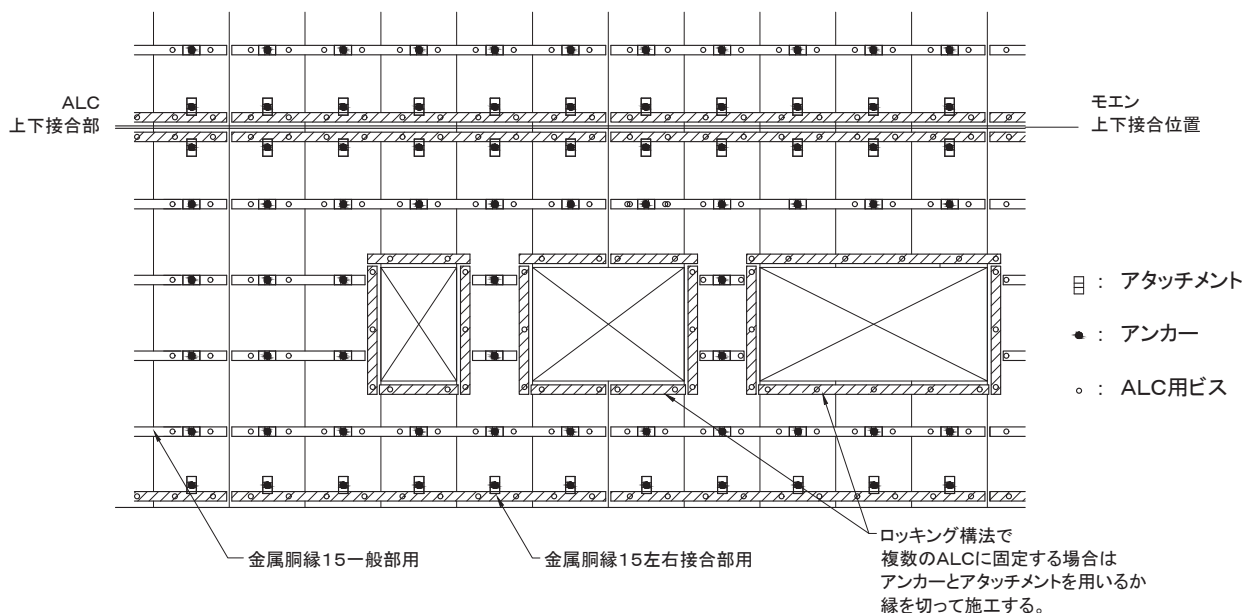 ALC
上下接合部
モエン
上下接合位置
： アタッチメント
： アンカー
： ALC用ビス
金属胴縁15一般部用
金属胴縁15左右接合部用
ロッキング構法で
複数のALCに固定する場合は
アンカーとアタッチメントを用いるか
縁を切って施工する。